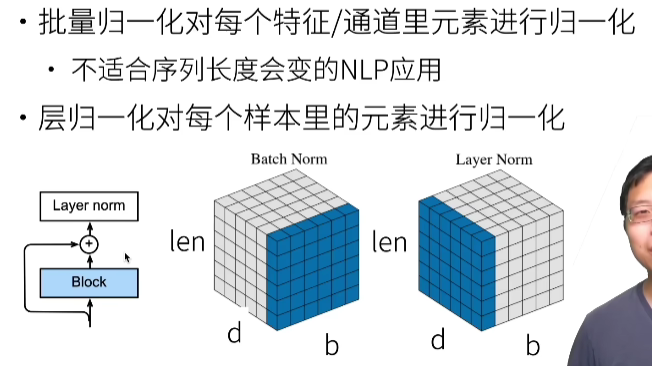 • 批量归一化对每个特征/通道里元素进行归一化
• 不适合序列长度会变的NLP应用
• 层归一化对每个样本里的元素进行归一化
Batch Norm
Layer Norm
Layer norm
+
Block
len
len
d
b
d
b